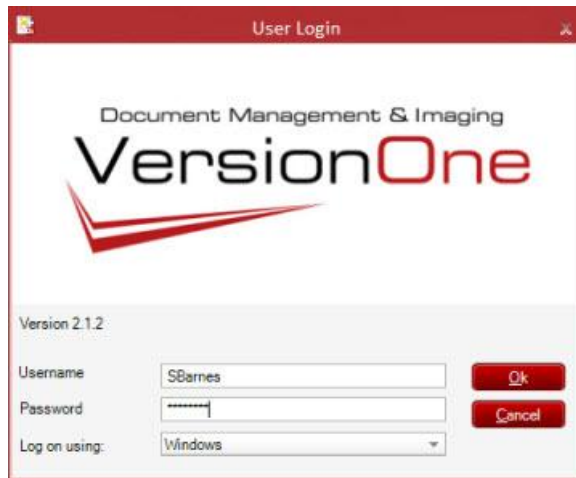 User Login
Document Management & Imaging
VersionOne
Version 2.1.2
Username SBarnes Ok
Password ******** Cancel
Log on using: Windows